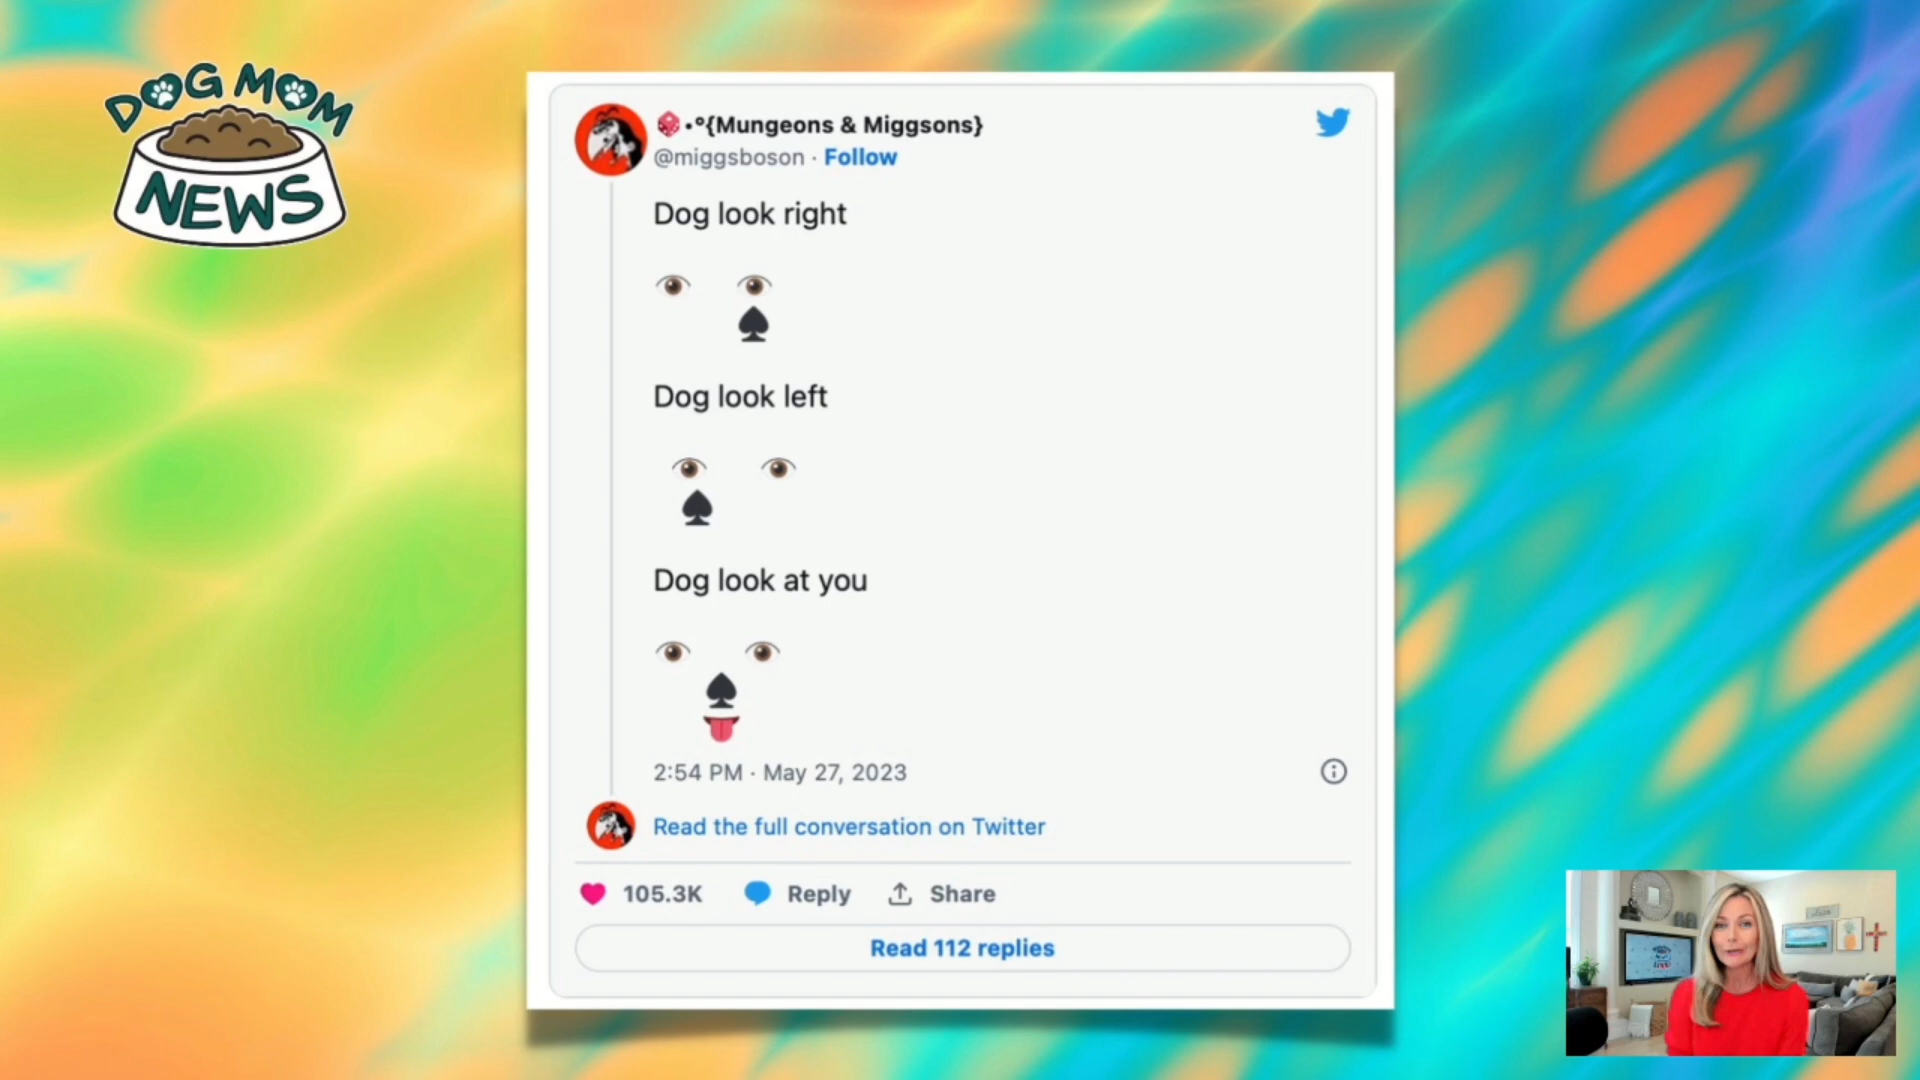 DOG MOM
NEWS
{Mungeons & Miggsons}
@miggsboson · Follow
Dog look right
Dog look left
Dog look at you
2:54 PM · May 27, 2023
Read the full conversation on Twitter
105.3K Reply Share
Read 112 replies